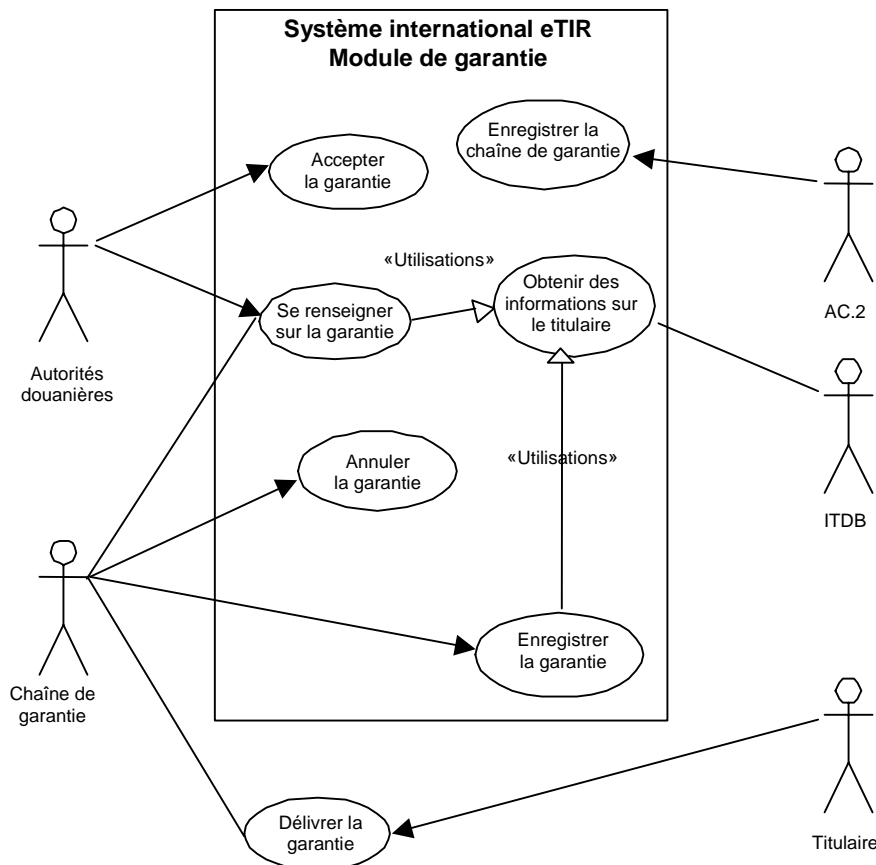 Système international eTIR
Module de garantie
Enregistrer la
chaîne de garantie
Accepter
la garantie
AC.2
«Utilisations»
Obtenir des
informations sur
le titulaire
Se renseigner
sur la garantie
Autorités
douanières
Annuler
la garantie
«Utilisations»
ITDB
Enregistrer
la garantie
Chaîne de
garantie
Délivrer la
garantie
Titulaire